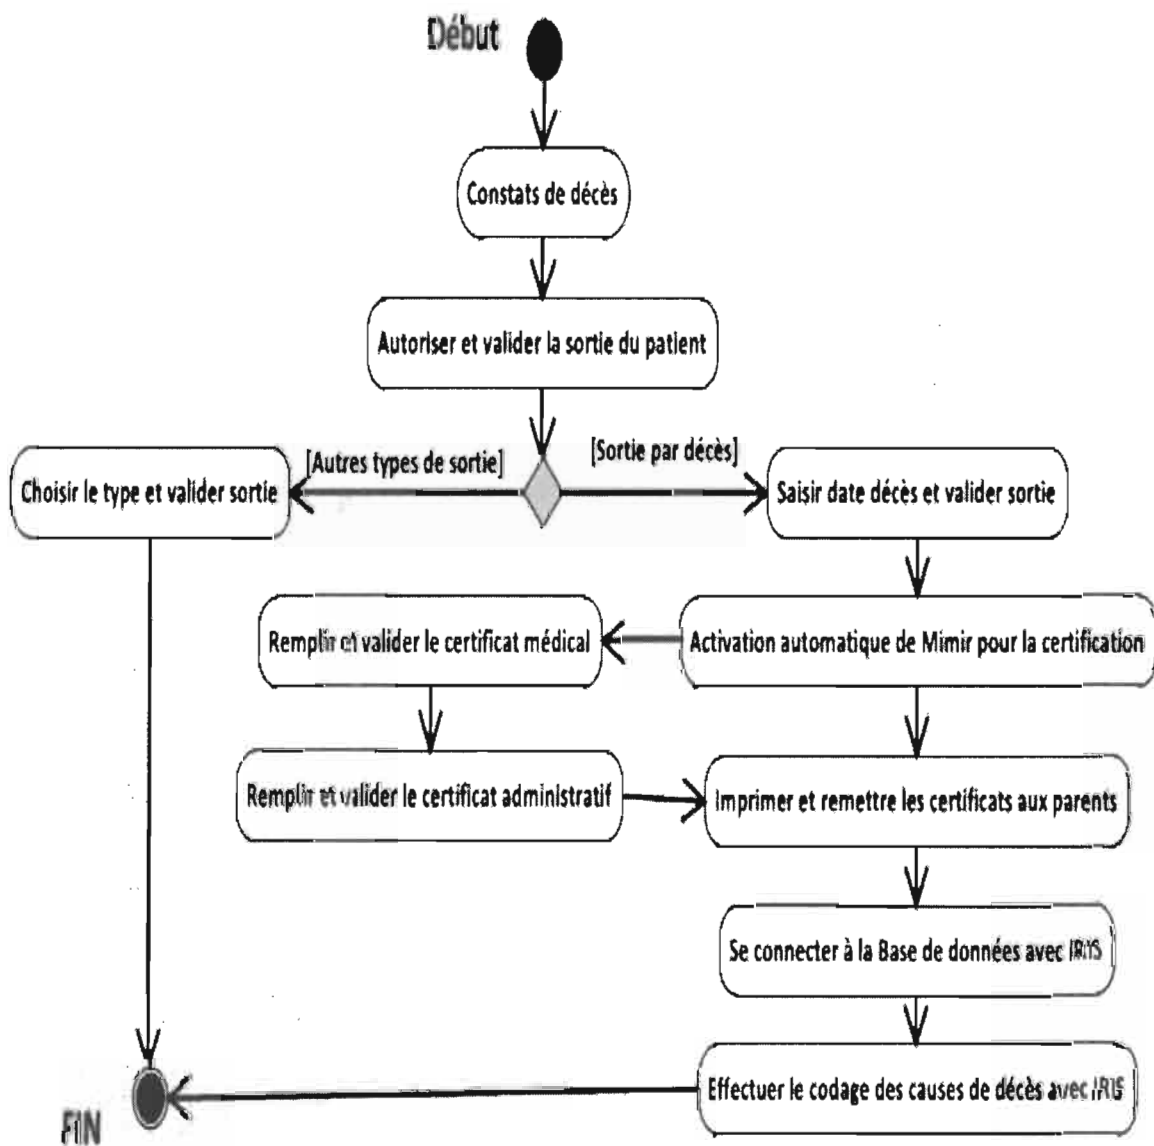 Début
Constats de décès
Autoriser et valider la sortie du patient
[Autres types de sortie]
[Sortie par décès]
Choisir le type et valider sortie
Saisir date décès et valider sortie
Remplir et valider le certificat médical
Activation automatique de Mimir pour la certification
Remplir et valider le certificat administratif
Imprimer et remettre les certificats aux parents
Se connecter à la Base de données avec IRIS
Effectuer le codage des causes de décès avec IRIS
FIN